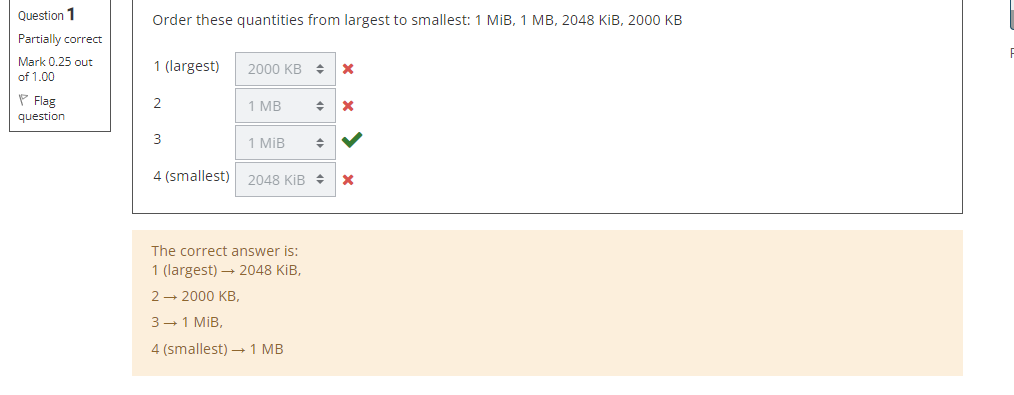 Question 1
Partially correct
Mark 0.25 out
of 1.00
Flag
question
Order these quantities from largest to smallest: 1 MiB, 1 MB, 2048 KiB, 2000 KB
1 (largest) 2000 KB
2 1 MB
3 1 MiB
4 (smallest) 2048 KiB
The correct answer is:
1 (largest) → 2048 KiB,
2 → 2000 KB,
3 → 1 MiB,
4 (smallest) → 1 MB